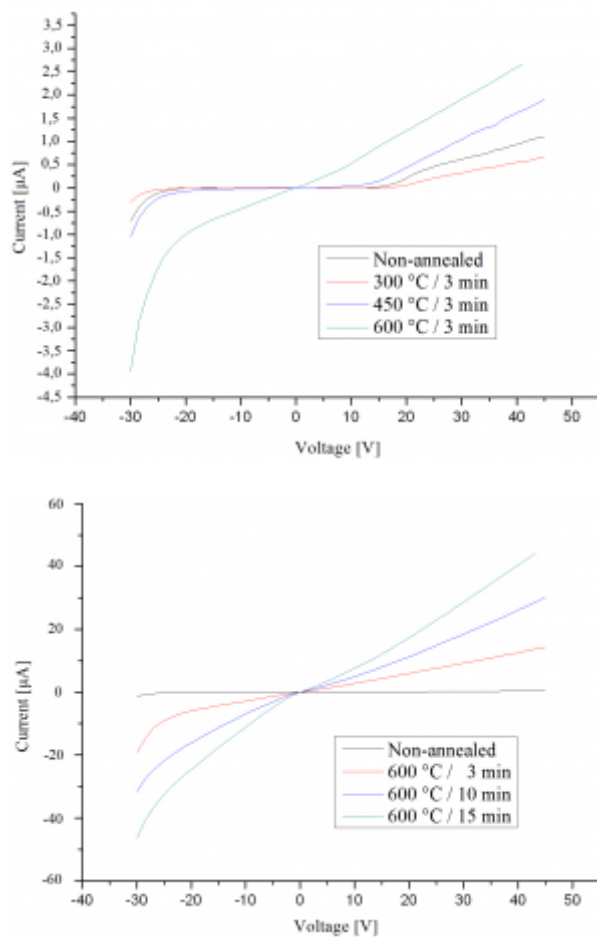 3,5
3,0
2,5
2,0
1,5
1,0
0,5
0
-0,5
-1,0
-1,5
-2,0
-2,5
-3,0
-3,5
-4,0
-4,5
Current [µA]
Non-annealed
300 °C / 3 min
450 °C / 3 min
600 °C / 3 min
-40 -30 -20 -10 0 10 20 30 40 50
Voltage [V]
60
40
20
0
-20
-40
-60
Current [µA]
Non-annealed
600 °C / 3 min
600 °C / 10 min
600 °C / 15 min
-40 -30 -20 -10 0 10 20 30 40 50
Voltage [V]